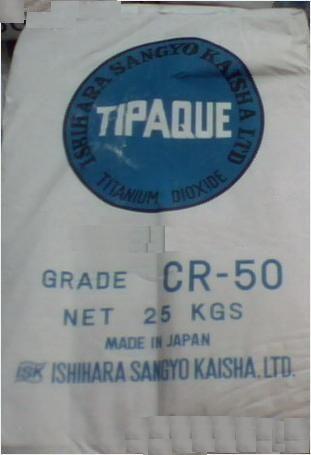 ISHIHARA SANGYO KAISHA LTD
TIPAQUE
TITANIUM DIOXIDE
GRADE CR-50
NET 25 KGS
MADE IN JAPAN
ISK ISHIHARA SANGYO KAISHA. LTD.